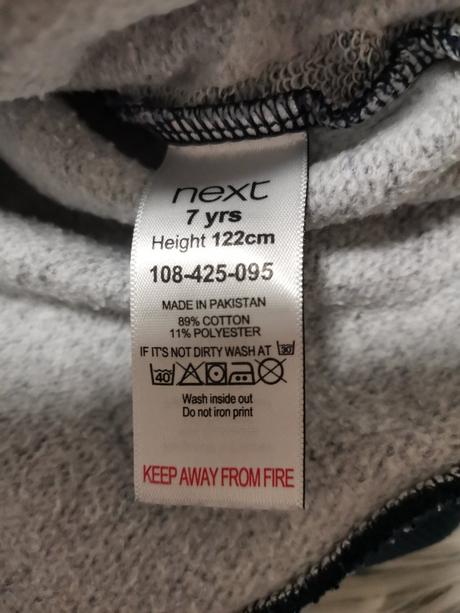 next
7 yrs
Height 122cm
108-425-095
MADE IN PAKISTAN
89% COTTON
11% POLYESTER
IF IT'S NOT DIRTY WASH AT 30°
40°
Wash inside out
Do not iron print
KEEP AWAY FROM FIRE